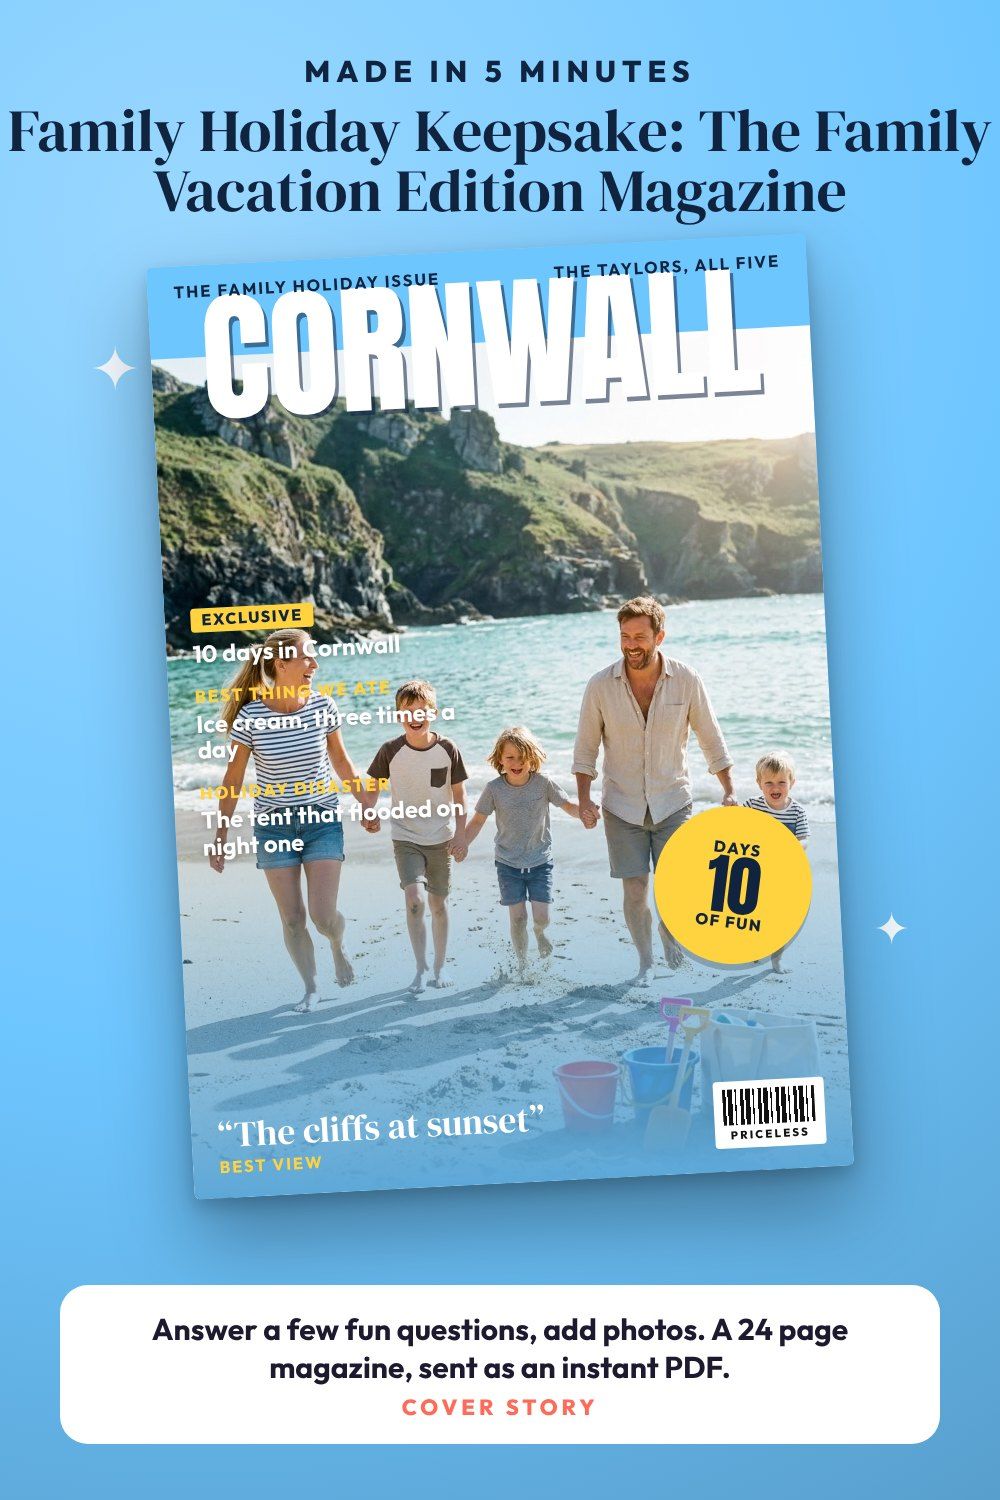 MADE IN 5 MINUTES
Family Holiday Keepsake: The Family
Vacation Edition Magazine
THE FAMILY HOLIDAY ISSUE
THE TAYLORS, ALL FIVE
CORNWALL
EXCLUSIVE
10 days in Cornwall
BEST THING WE ATE
Ice cream, three times a
day
HOLIDAY DISASTER
The tent that flooded on
night one
DAYS
10
OF FUN
"The cliffs at sunset"
BEST VIEW
PRICELESS
Answer a few fun questions, add photos. A 24 page
magazine, sent as an instant PDF.
COVER STORY